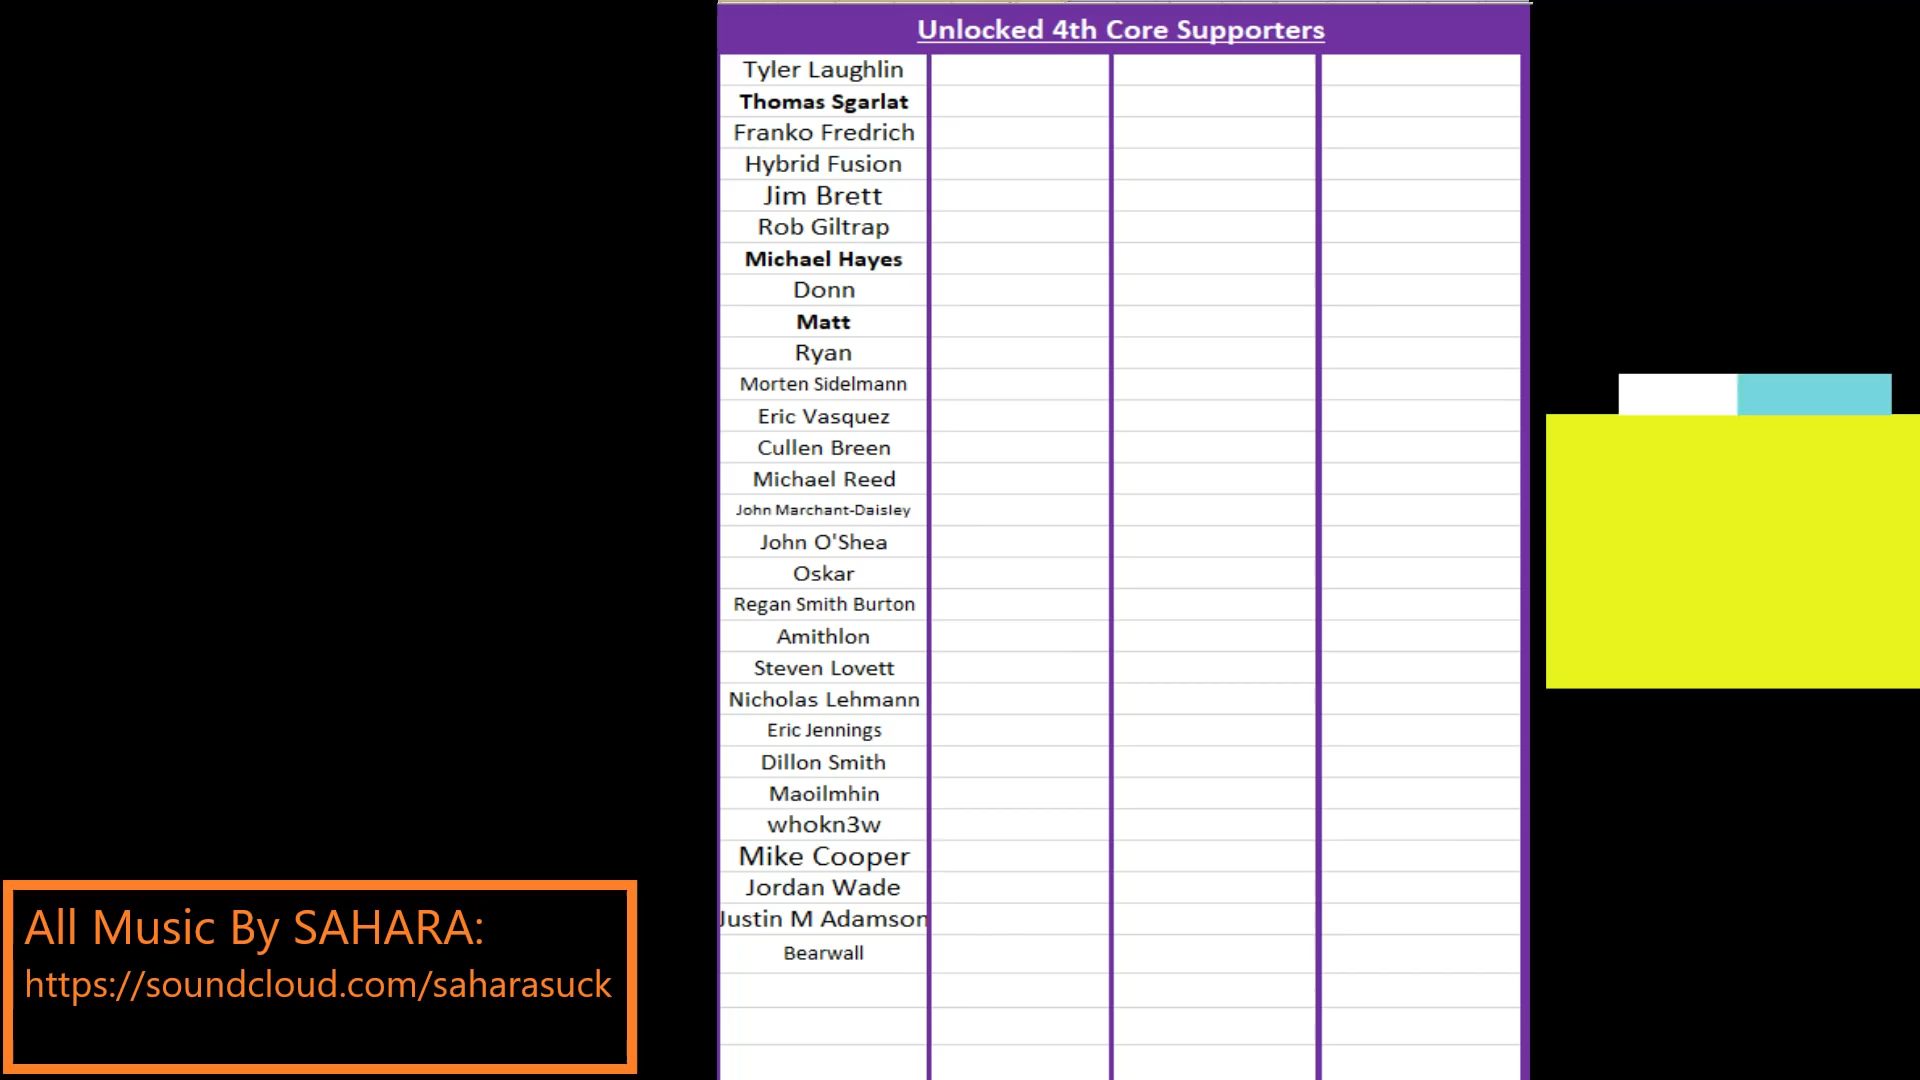 Unlocked 4th Core Supporters
Tyler Laughlin
Thomas Sgarlat
Franko Fredrich
Hybrid Fusion
Jim Brett
Rob Giltrap
Michael Hayes
Donn
Matt
Ryan
Morten Sidelmann
Eric Vasquez
Cullen Breen
Michael Reed
John Marchant-Daisley
John O'Shea
Oskar
Regan Smith Burton
Amithlon
Steven Lovett
Nicholas Lehmann
Eric Jennings
Dillon Smith
Maoilmhin
whokn3w
Mike Cooper
Jordan Wade
Justin M Adamson
Bearwall
All Music By SAHARA:
https://soundcloud.com/saharasuck